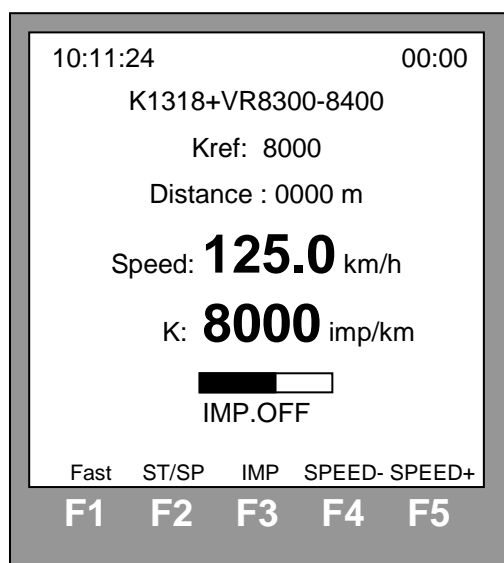 10:11:24 00:00
K1318+VR8300-8400
Kref: 8000
Distance : 0000 m
Speed: 125.0 km/h
K: 8000 imp/km
IMP.OFF
Fast ST/SP IMP SPEED- SPEED+
F1 F2 F3 F4 F5